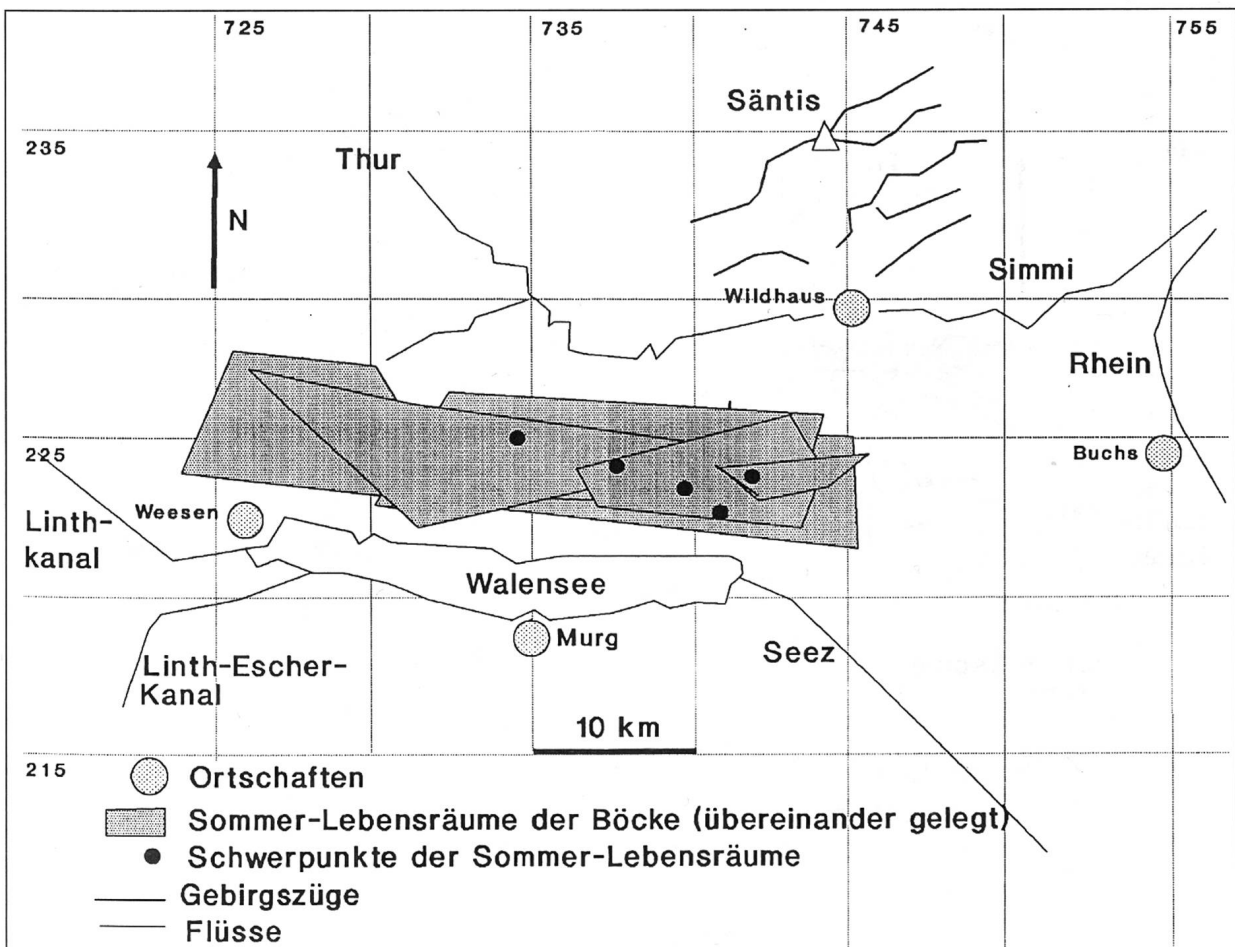 725
735
745
755
Säntis
235
Thur
N
Simmi
Wildhaus
Rhein
225
Buchs
Weesen
Linth-
kanal
Walensee
Murg
Seez
Linth-Escher-
Kanal
10 km
215
Ortschaften
Sommer-Lebensräume der Böcke (übereinander gelegt)
Schwerpunkte der Sommer-Lebensräume
Gebirgszüge
Flüsse